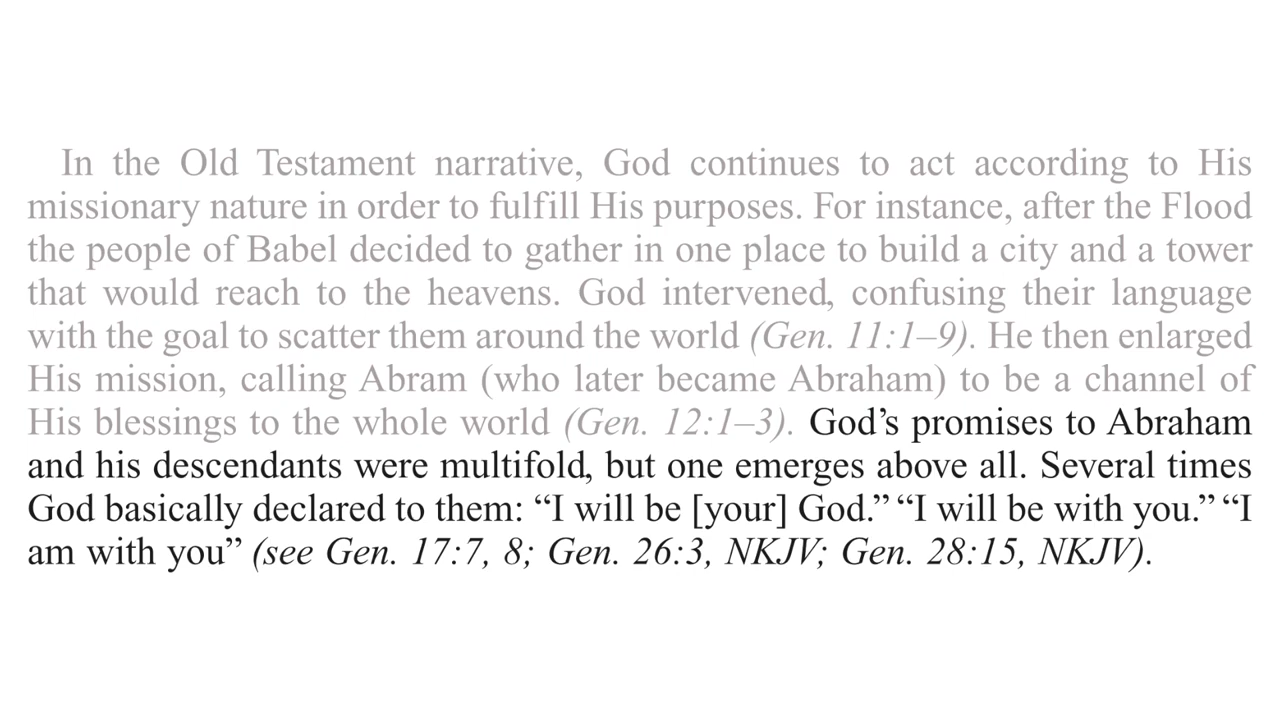 In the Old Testament narrative, God continues to act according to His
missionary nature in order to fulfill His purposes. For instance, after the Flood
the people of Babel decided to gather in one place to build a city and a tower
that would reach to the heavens. God intervened, confusing their language
with the goal to scatter them around the world (Gen. 11:1–9). He then enlarged
His mission, calling Abram (who later became Abraham) to be a channel of
His blessings to the whole world (Gen. 12:1–3). God’s promises to Abraham
and his descendants were multifold, but one emerges above all. Several times
God basically declared to them: “I will be [your] God.” “I will be with you.” “I
am with you” (see Gen. 17:7, 8; Gen. 26:3, NKJV; Gen. 28:15, NKJV).